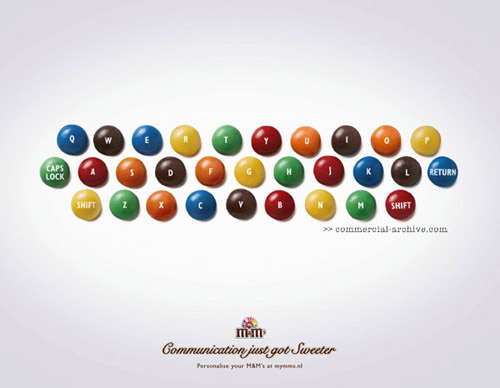 Q W E R T Y U I O P
CAPS LOCK A S D F G H J K L RETURN
SHIFT Z X C V B N M SHIFT
>> commercial-archive.com
m&m's
Communication just got Sweeter
Personalise your M&M's at mymms.nl